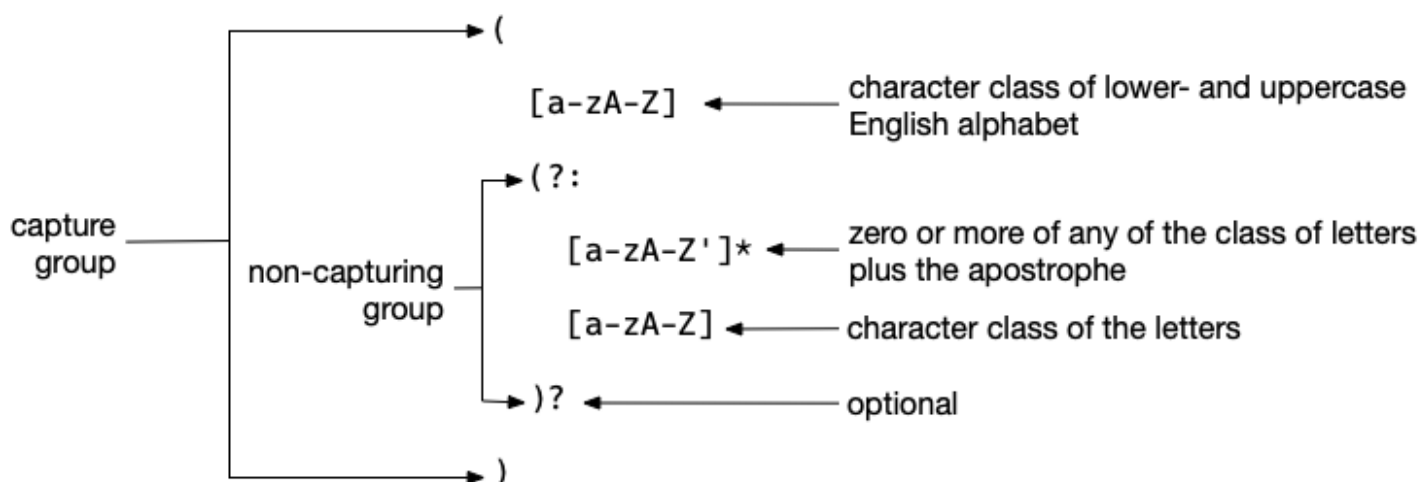 (
[a-zA-Z]
character class of lower- and uppercase
English alphabet
(?:
capture
group
non-capturing
group
[a-zA-Z']*
zero or more of any of the class of letters
plus the apostrophe
[a-zA-Z]
character class of the letters
)?
optional
)